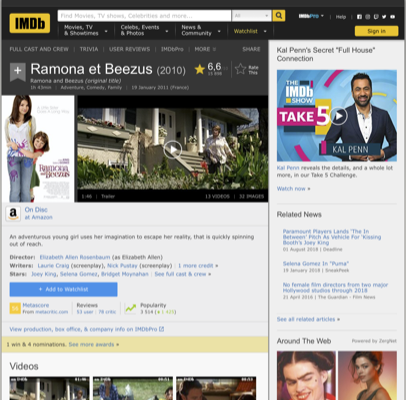 IMDb
Find Movies, TV shows, Celebrities and more...
All
IMDbPro
Help
Movies, TV & Showtimes
Celebs, Events & Photos
News & Community
Watchlist
Sign in
FULL CAST AND CREW | TRIVIA | USER REVIEWS | IMDbPro | MORE
SHARE
Ramona et Beezus (2010)
6,6
Rate This
Ramona and Beezus (original title)
1h 43min | Adventure, Comedy, Family | 19 January 2011 (France)
Ramona and Beezus
1:46 | Trailer
13 VIDEOS | 52 IMAGES
On Disc
at Amazon
An adventurous young girl uses her imagination to escape her reality, that is quickly spinning
out of reach.
Director: Elizabeth Allen Rosenbaum (as Elizabeth Allen)
Writers: Laurie Craig (screenplay), Nick Pustay (screenplay) | 1 more credit »
Stars: Joey King, Selena Gomez, Bridget Moynahan | See full cast & crew »
+ Add to Watchlist
56
Metascore
From metacritic.com
Reviews
53 user | 78 critic
Popularity
View production, box office, & company info on IMDbPro
1 win & 4 nominations. See more awards »
Videos
Kal Penn's Secret "Full House"
Connection
THE IMDb SHOW
TAKE 5
KAL PENN
Kal Penn reveals the details, and a whole lot
more, in our Take 5 Challenge.
Watch now »
Related News
Paramount Players Lands 'The In
Between' Pitch As Vehicle For 'Kissing
Booth's Joey King
01 August 2018 | Deadline
Selena Gomez In "Puma"
19 January 2018 | Sneakpeek
No female film directors from two major
Hollywood studios through 2018
21 April 2016 | The Guardian - Film News
See all related articles »
Around The Web
Powered by ZergNet